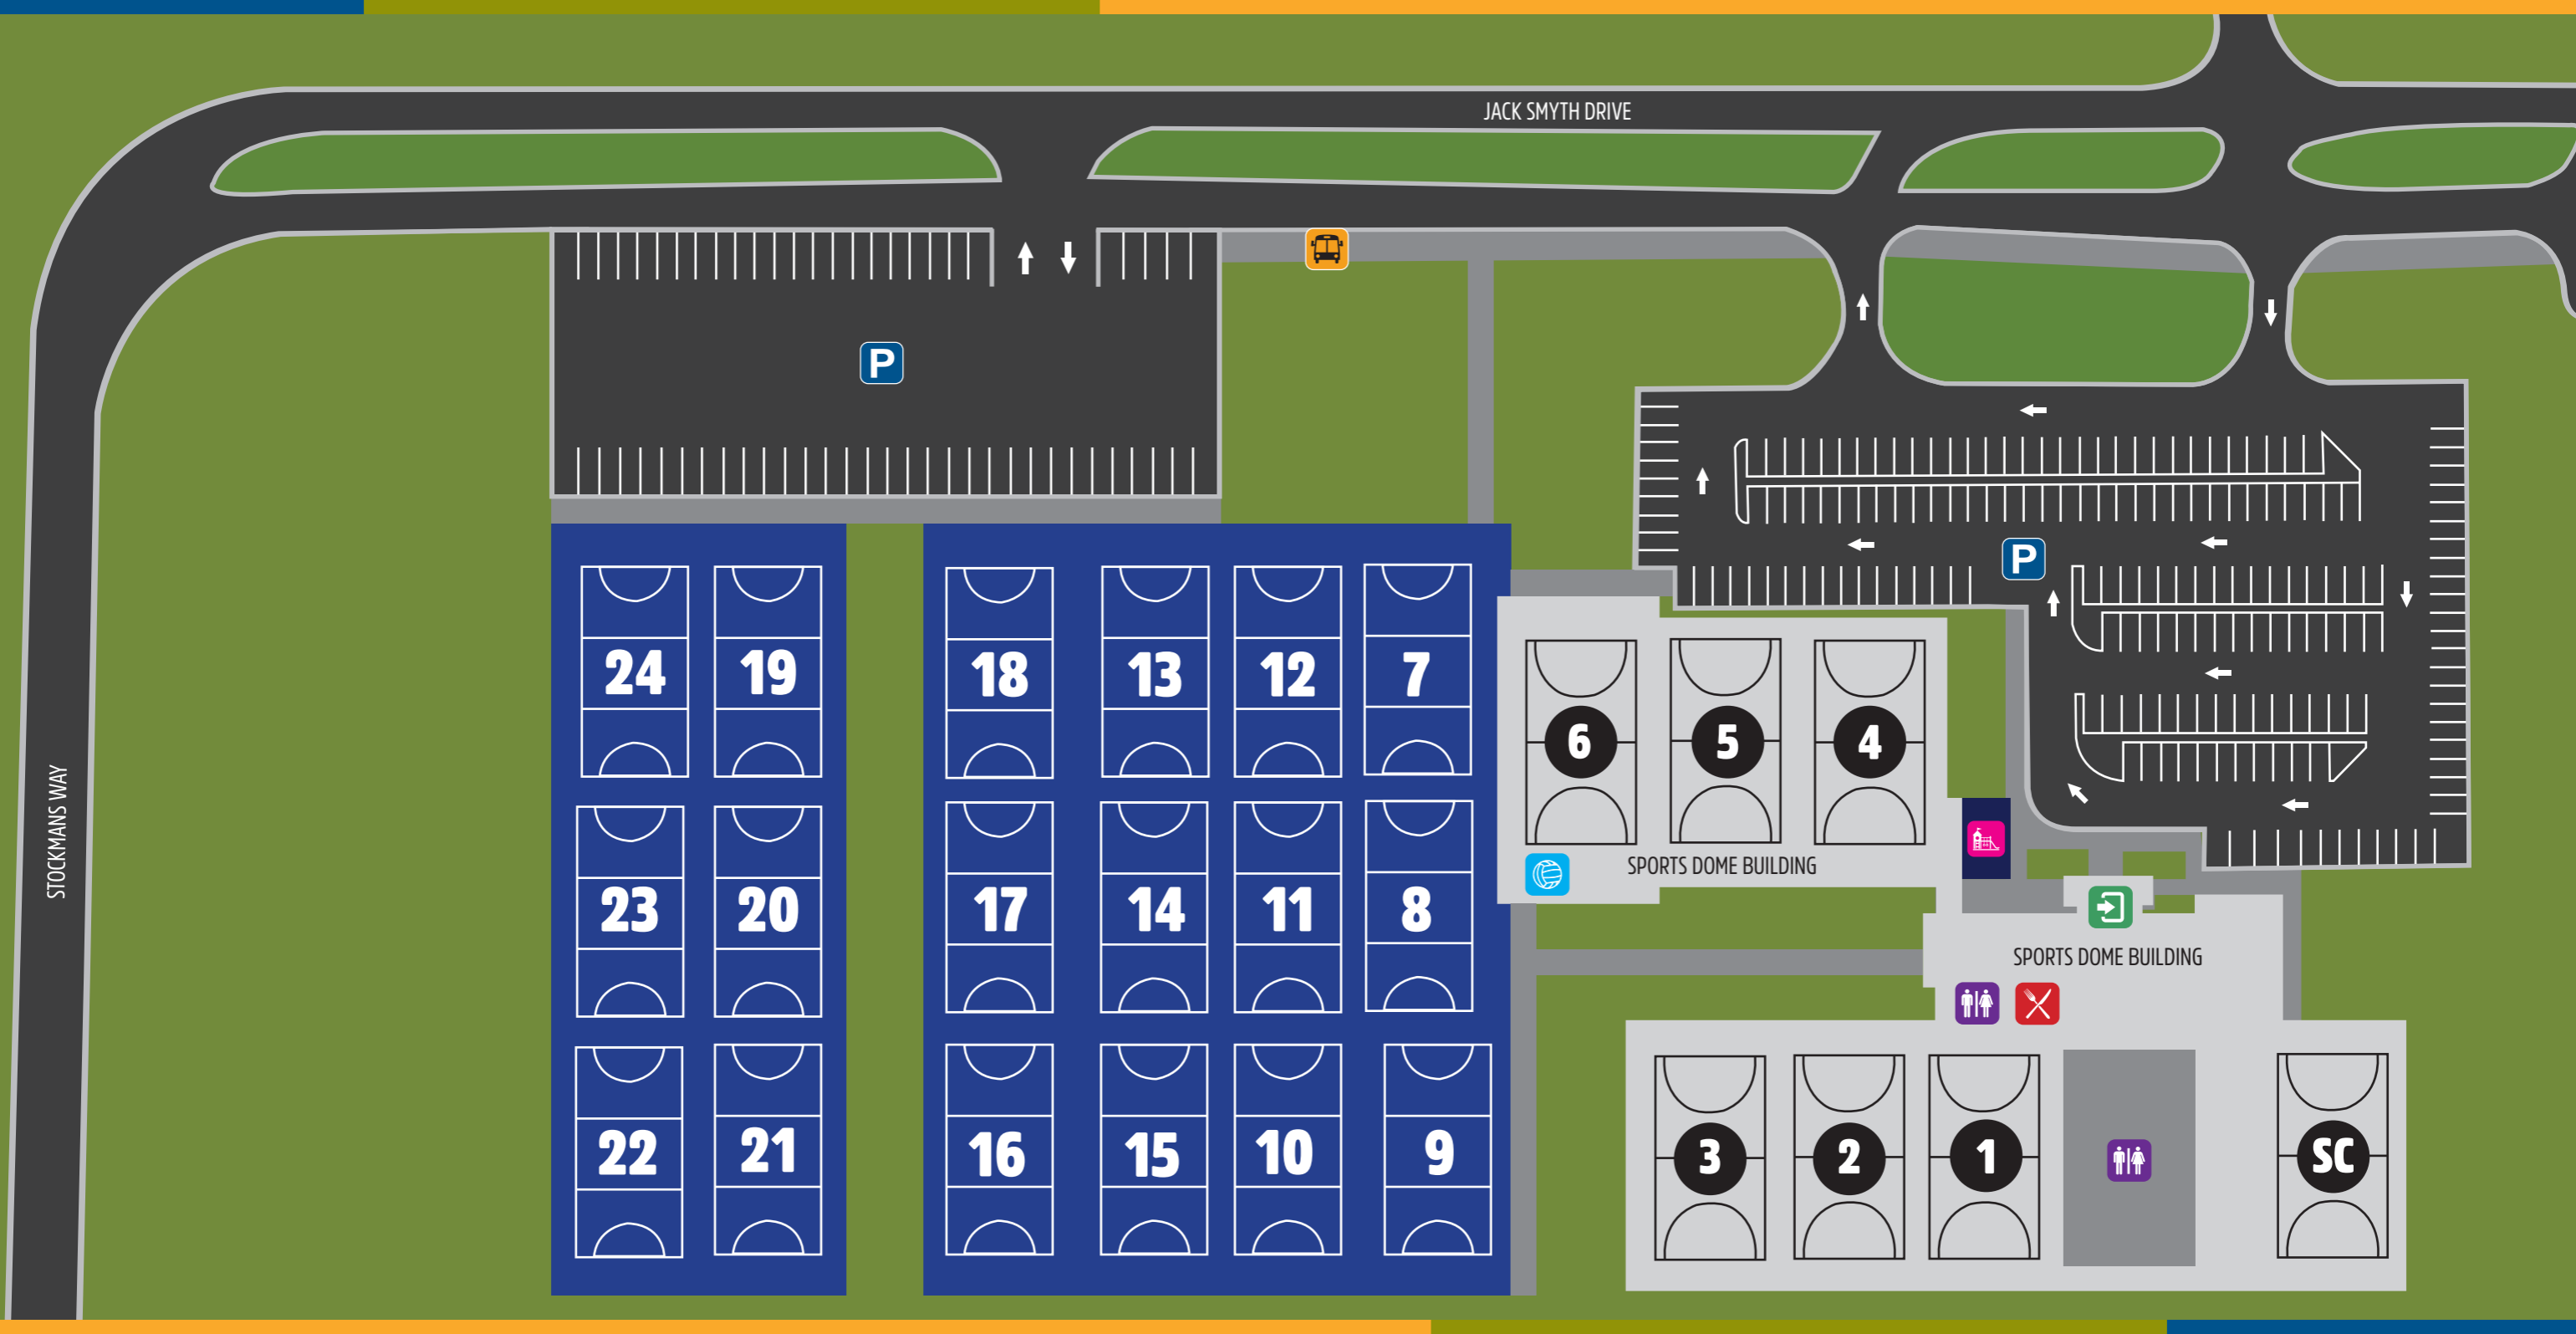 JACK SMYTH DRIVE
P
P
24 19 18 13 12 7
6 5 4
STOCKMANS WAY
SPORTS DOME BUILDING
23 20 17 14 11 8
SPORTS DOME BUILDING
22 21 16 15 10 9
3 2 1 SC